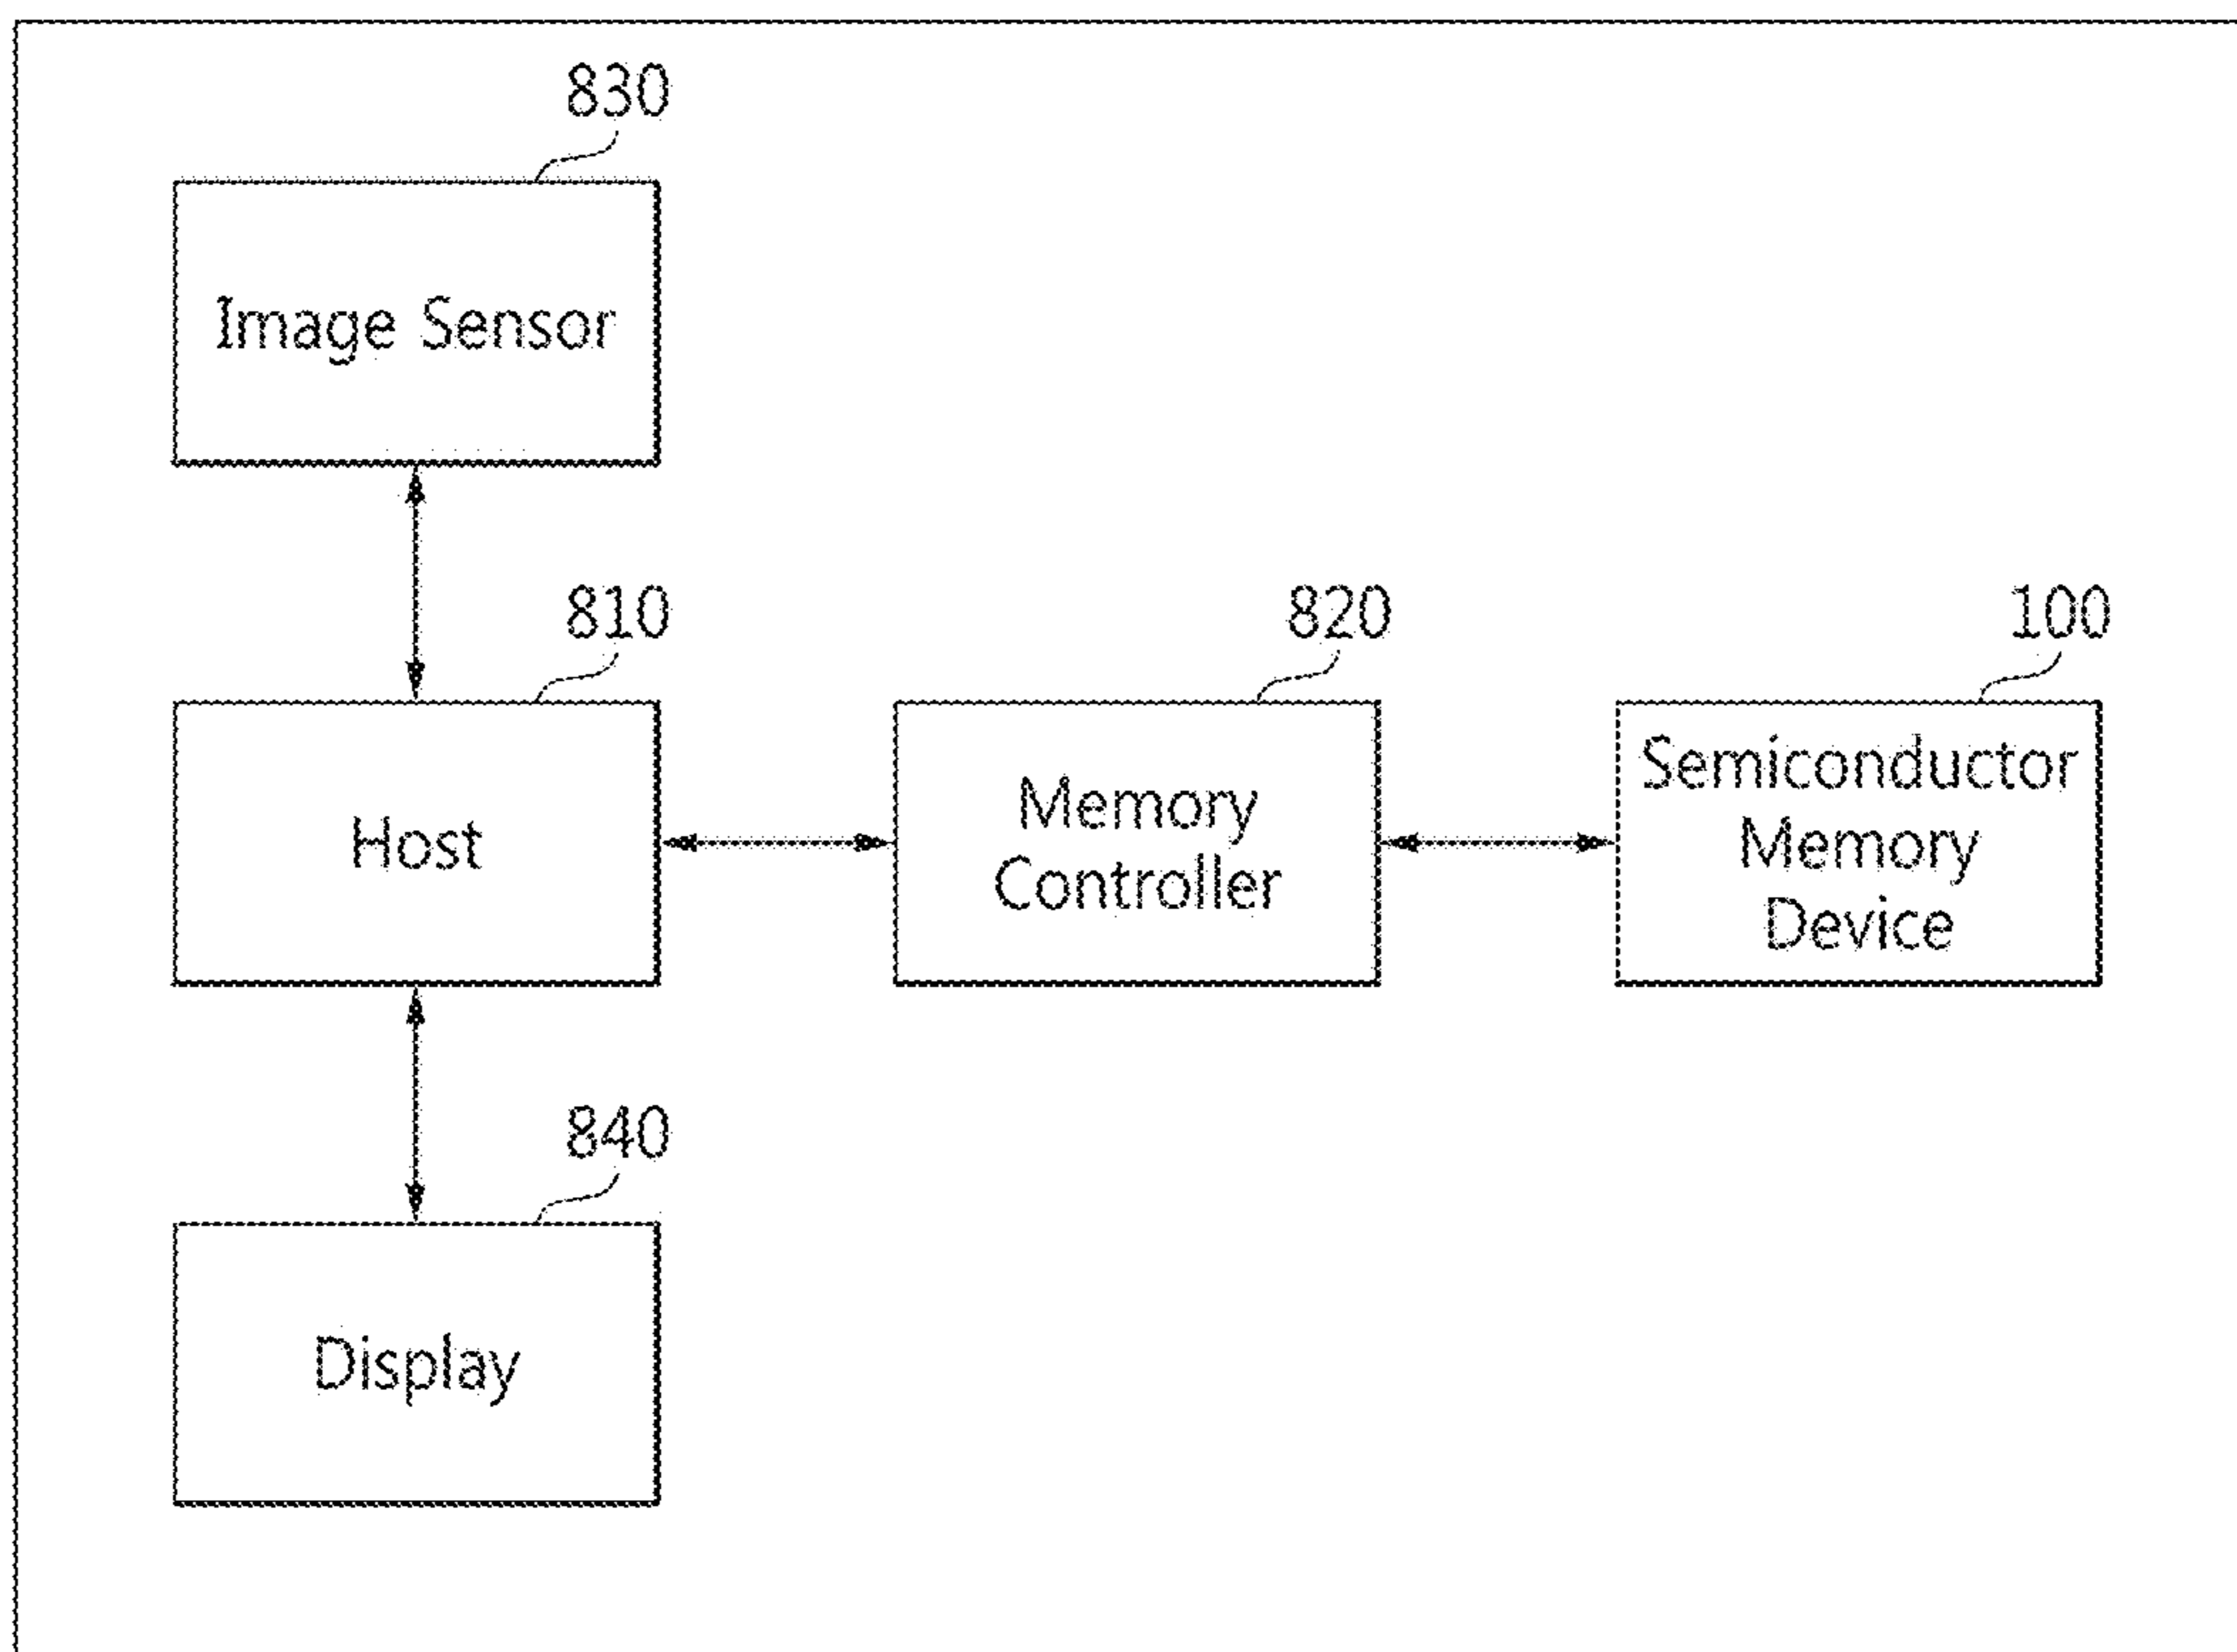 830
Image Sensor
810
Host
820
Memory
Controller
100
Semiconductor
Memory
Device
840
Display